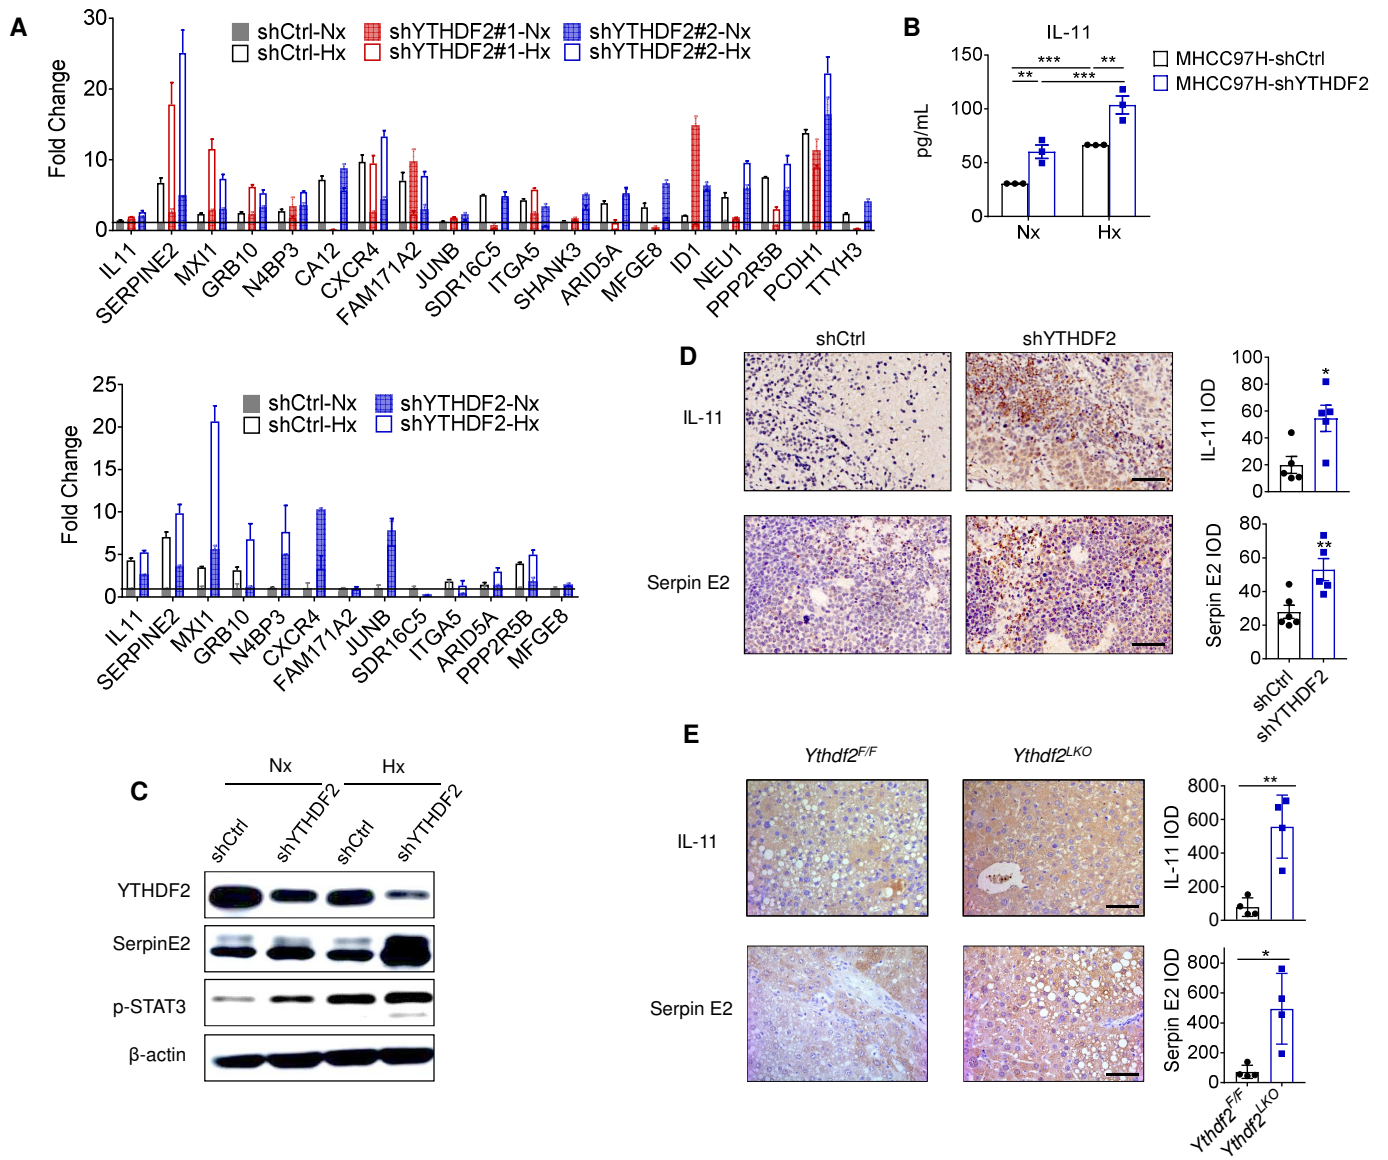 A
30
20
10
0
Fold Change
shCtrl-Nx
shYTHDF2#1-Nx
shYTHDF2#2-Nx
shCtrl-Hx
shYTHDF2#1-Hx
shYTHDF2#2-Hx
IL11
SERPINE2
MXI1
GRB10
N4BP3
CA12
CXCR4
FAM171A2
JUNB
SDR16C5
ITGA5
SHANK3
ARID5A
MFGE8
ID1
NEU1
PPP2R5B
PCDH1
TTYH3
25
20
15
10
5
0
Fold Change
shCtrl-Nx
shYTHDF2-Nx
shCtrl-Hx
shYTHDF2-Hx
IL11
SERPINE2
MXI1
GRB10
N4BP3
CXCR4
FAM171A2
JUNB
SDR16C5
ITGA5
ARID5A
PPP2R5B
MFGE8
B
IL-11
150
100
50
0
pg/mL
*** **
** ***
MHCC97H-shCtrl
MHCC97H-shYTHDF2
Nx
Hx
C
Nx
Hx
shCtrl
shYTHDF2
shCtrl
shYTHDF2
YTHDF2
SerpinE2
p-STAT3
β-actin
D
shCtrl
shYTHDF2
IL-11
Serpin E2
100
80
60
40
20
0
IL-11 IOD
*
80
60
40
20
0
Serpin E2 IOD
**
shCtrl
shYTHDF2
E
Ythdf2F/F
Ythdf2LKO
IL-11
Serpin E2
800
600
400
200
0
IL-11 IOD
**
800
600
400
200
0
Serpin E2 IOD
*
Ythdf2F/F
Ythdf2LKO